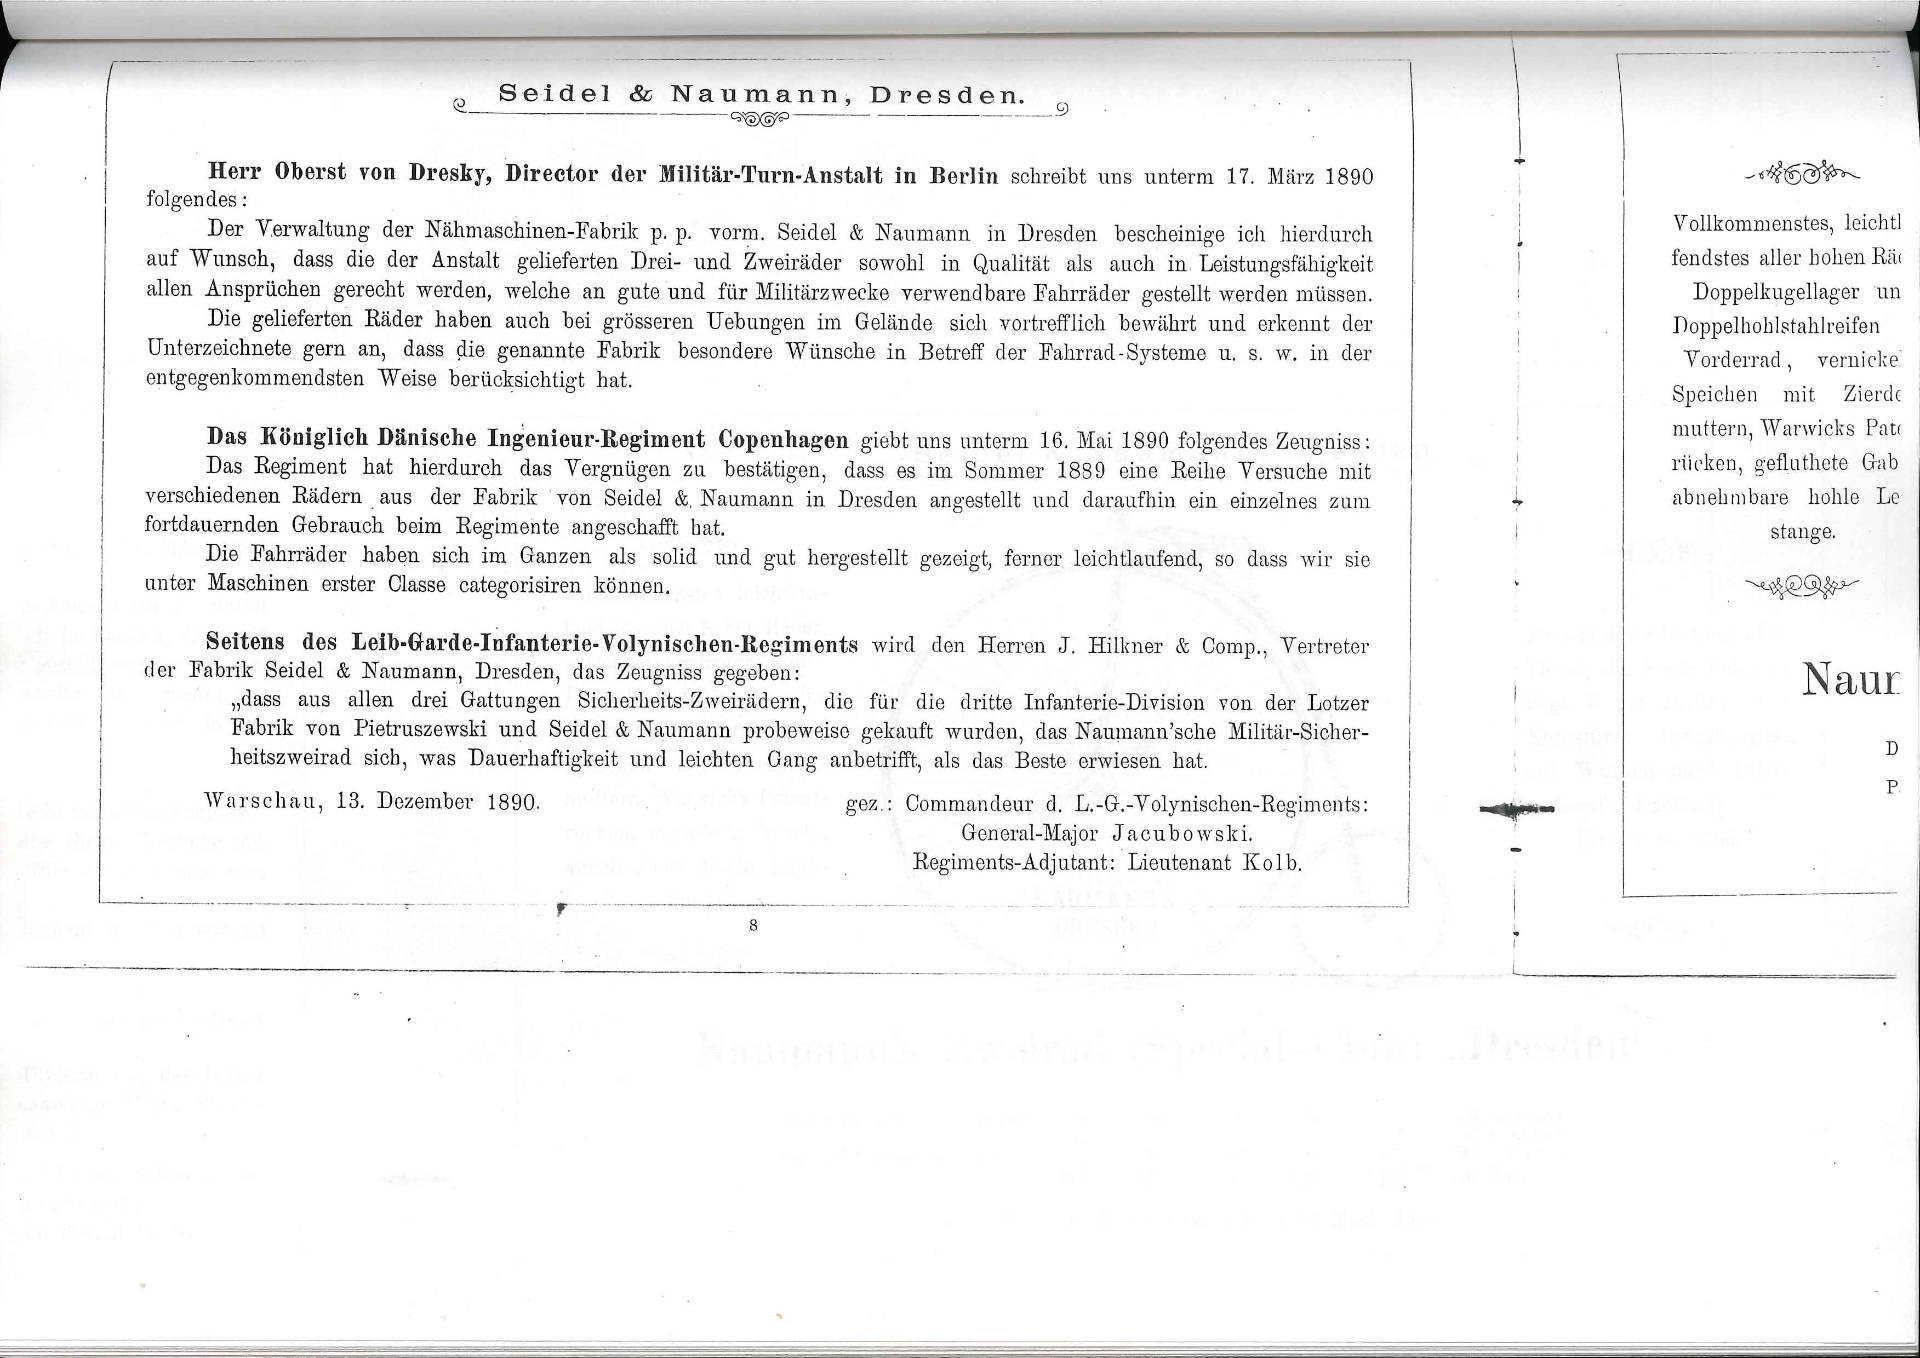 Seidel & Naumann, Dresden.
Herr Oberst von Dresky, Director der Militär-Turn-Anstalt in Berlin schreibt uns unterm 17. März 1890
folgendes:
Der Verwaltung der Nähmaschinen-Fabrik p. p. vorm. Seidel & Naumann in Dresden bescheinige ich hierdurch
auf Wunsch, dass die der Anstalt gelieferten Drei- und Zweiräder sowohl in Qualität als auch in Leistungsfähigkeit
allen Ansprüchen gerecht werden, welche an gute und für Militärzwecke verwendbare Fahrräder gestellt werden müssen.
Die gelieferten Räder haben auch bei grösseren Uebungen im Gelände sich vortrefflich bewährt und erkennt der
Unterzeichnete gern an, dass die genannte Fabrik besondere Wünsche in Betreff der Fahrrad-Systeme u. s. w. in der
entgegenkommendsten Weise berücksichtigt hat.
Das Königlich Dänische Ingenieur-Regiment Copenhagen giebt uns unterm 16. Mai 1890 folgendes Zeugniss:
Das Regiment hat hierdurch das Vergnügen zu bestätigen, dass es im Sommer 1889 eine Reihe Versuche mit
verschiedenen Rädern aus der Fabrik von Seidel & Naumann in Dresden angestellt und daraufhin ein einzelnes zum
fortdauernden Gebrauch beim Regimente angeschafft hat.
Die Fahrräder haben sich im Ganzen als solid und gut hergestellt gezeigt, ferner leichtlaufend, so dass wir sie
unter Maschinen erster Classe categorisiren können.
Seitens des Leib-Garde-Infanterie-Volynischen-Regiments wird den Herren J. Hilkner & Comp., Vertreter
der Fabrik Seidel & Naumann, Dresden, das Zeugniss gegeben:
„dass aus allen drei Gattungen Sicherheits-Zweirädern, die für die dritte Infanterie-Division von der Lotzer
Fabrik von Pietruszewski und Seidel & Naumann probeweise gekauft wurden, das Naumann'sche Militär-Sicher-
heitszweirad sich, was Dauerhaftigkeit und leichten Gang anbetrifft, als das Beste erwiesen hat.
Warschau, 13. Dezember 1890.
gez.: Commandeur d. L.-G.-Volynischen-Regiments:
General-Major Jacubowski.
Regiments-Adjutant: Lieutenant Kolb.
8
Vollkommenstes, leichtl
fendstes aller hohen Rä
Doppelkugellager un
Doppelhohlstahlreifen
Vorderrad, vernicke
Speichen mit Zierde
muttern, Warwicks Pat
rücken, gefluthete Gab
abnehmbare hohle Le
stange.
Naur
D
P